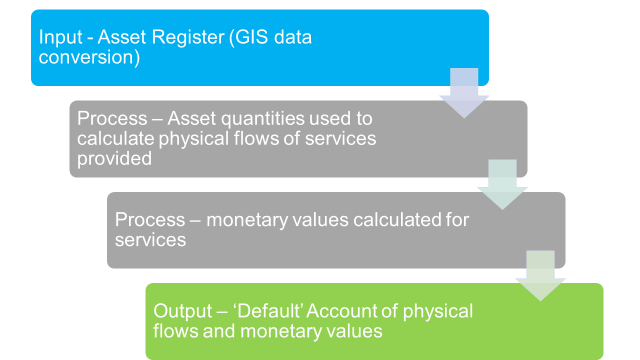 Input - Asset Register (GIS data
conversion)
Process – Asset quantities used to
calculate physical flows of services
provided
Process – monetary values calculated for
services
Output – ‘Default’ Account of physical
flows and monetary values